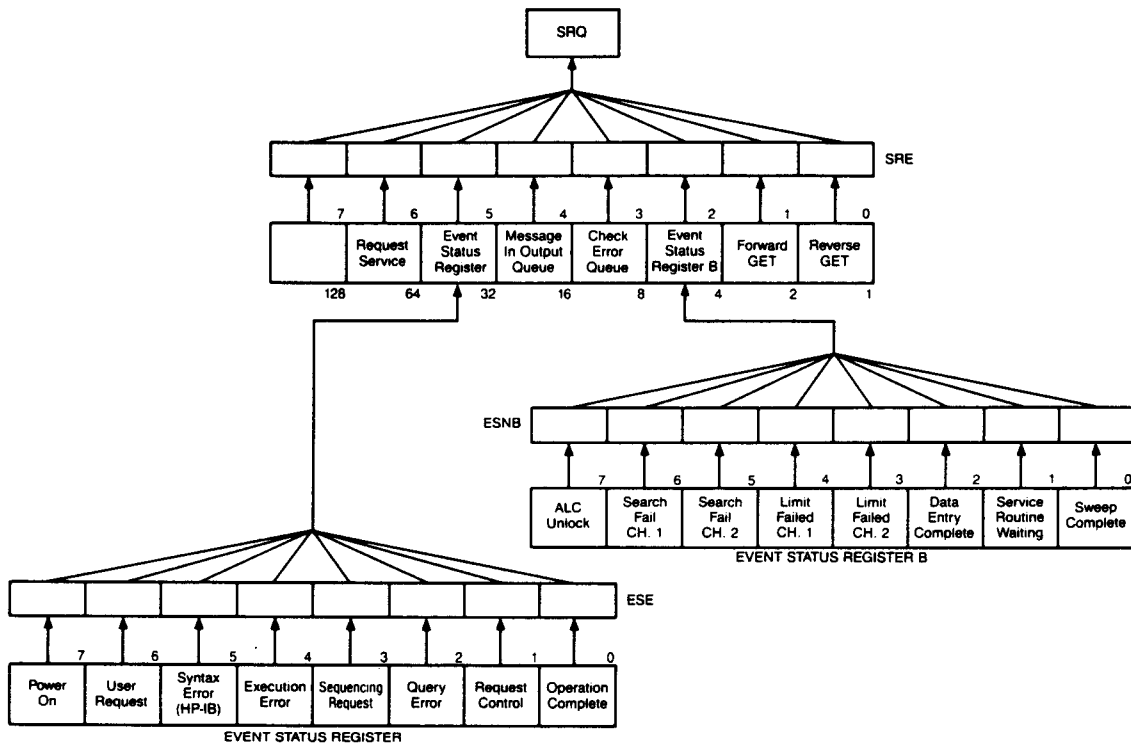 SRQ
SRE
7 6 5 4 3 2 1 0
Request
Service
Event
Status
Register
Message
In Output
Queue
Check
Error
Queue
Event
Status
Register B
Forward
GET
Reverse
GET
128 64 32 16 8 4 2 1
ESNB
7 6 5 4 3 2 1 0
ALC
Unlock
Search
Fail
CH. 1
Search
Fail
CH. 2
Limit
Failed
CH. 1
Limit
Failed
CH. 2
Data
Entry
Complete
Service
Routine
Waiting
Sweep
Complete
EVENT STATUS REGISTER B
ESE
7 6 5 4 3 2 1 0
Power
On
User
Request
Syntax
Error
(HP-IB)
Execution
Error
Sequencing
Request
Query
Error
Request
Control
Operation
Complete
EVENT STATUS REGISTER